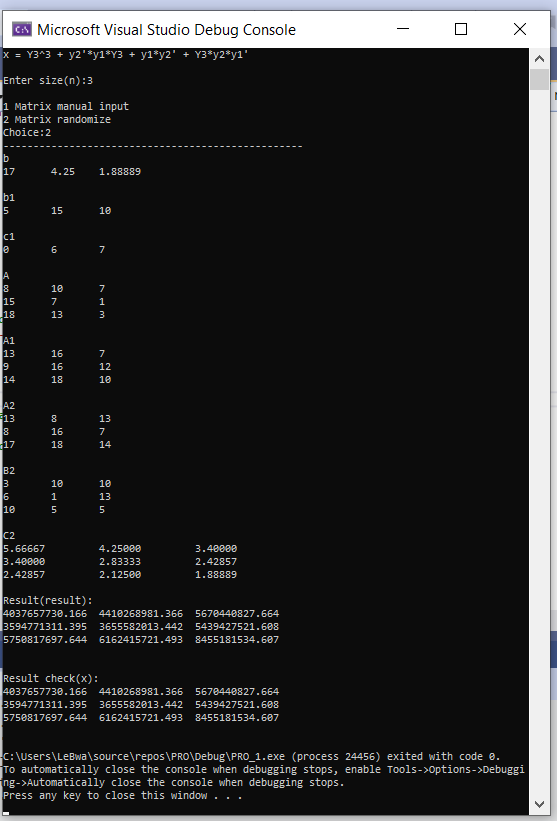 Microsoft Visual Studio Debug Console
x = Y3^3 + y2'*y1*Y3 + y1*y2' + Y3*y2*y1'
Enter size(n):3
1 Matrix manual input
2 Matrix randomize
Choice:2
--------------------------------------------------
b
17 4.25 1.88889
b1
5 15 10
c1
0 6 7
A
8 10 7
15 7 1
18 13 3
A1
13 16 7
9 16 12
14 18 10
A2
13 8 13
8 16 7
17 18 14
B2
3 10 10
6 1 13
10 5 5
C2
5.66667 4.25000 3.40000
3.40000 2.83333 2.42857
2.42857 2.12500 1.88889
Result(result):
4037657730.166 4410268981.366 5670440827.664
3594771311.395 3655582013.442 5439427521.608
5750817697.644 6162415721.493 8455181534.607
Result check(x):
4037657730.166 4410268981.366 5670440827.664
3594771311.395 3655582013.442 5439427521.608
5750817697.644 6162415721.493 8455181534.607
C:\Users\LeBwa\source\repos\PRO\Debug\PRO_1.exe (process 24456) exited with code 0.
To automatically close the console when debugging stops, enable Tools->Options->Debuggi
ng->Automatically close the console when debugging stops.
Press any key to close this window . . .